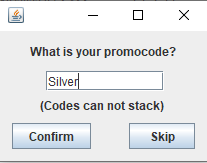 What is your promocode?
Silver
(Codes can not stack)
Confirm Skip